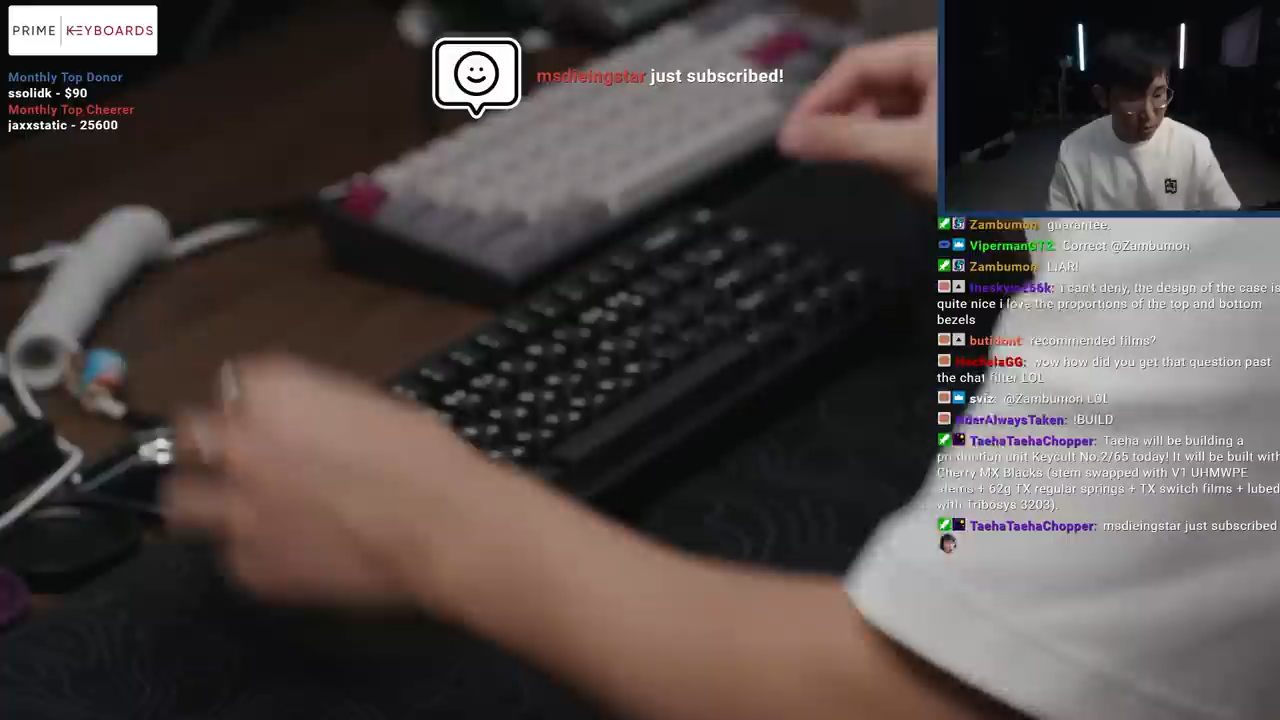 PRIME KEYBOARDS
Monthly Top Donor
ssolidk - $90
Monthly Top Cheerer
jaxxstatic - 25600
msdieingstar just subscribed!
Zambumon: guarantee.
VipermanGTZ: Correct @Zambumon
Zambumon: LIAR!
i can't deny, the design of the case is
quite nice i love the proportions of the top and bottom
bezels
recommended films?
wow how did you get that question past
the chat filter LOL
sviz: @Zambumon LOL
AlwaysTaken: !BUILD
TaehaTaehaChopper: Taeha will be building a
production unit Keycult No.2/65 today! It will be built with
Cherry MX Blacks (stem swapped with V1 UHMWPE
stems + 62g TX regular springs + TX switch films + lubed
with Tribosys 3203).
TaehaTaehaChopper: msdieingstar just subscribed